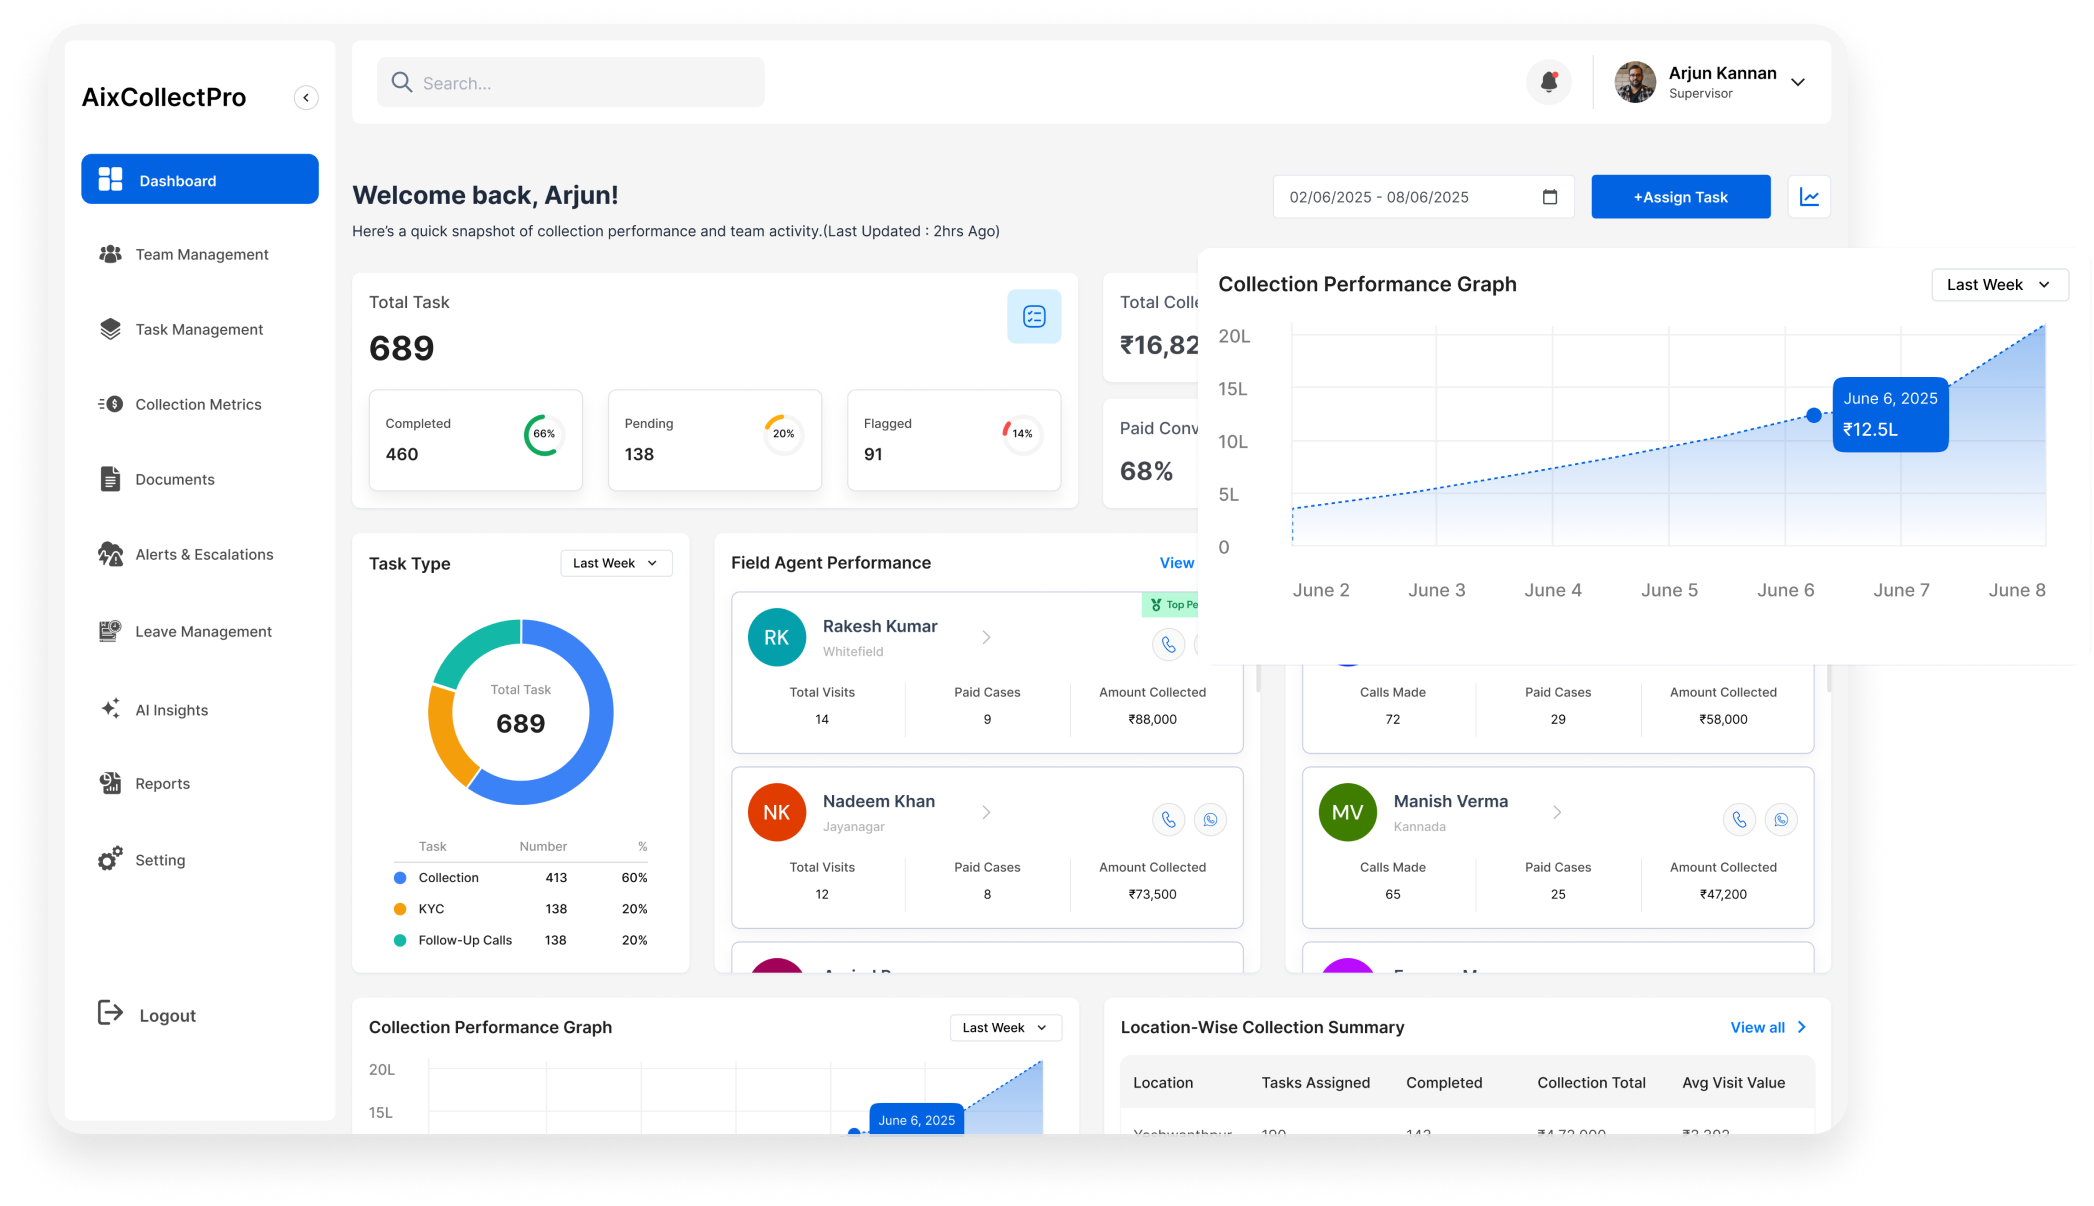 AixCollectPro
Dashboard
Team Management
Task Management
Collection Metrics
Documents
Alerts & Escalations
Leave Management
AI Insights
Reports
Setting
Logout
Search...
Arjun Kannan
Supervisor
Welcome back, Arjun!
Here's a quick snapshot of collection performance and team activity.(Last Updated : 2hrs Ago)
02/06/2025 - 08/06/2025
+Assign Task
Total Task
689
Completed
460
66%
Pending
138
20%
Flagged
91
14%
Total
₹16,82
Paid
68%
Collection Performance Graph
Last Week
20L
15L
10L
5L
0
June 6, 2025
₹12.5L
June 2 June 3 June 4 June 5 June 6 June 7 June 8
Task Type
Last Week
Total Task
689
Task Number %
Collection 413 60%
KYC 138 20%
Follow-Up Calls 138 20%
Field Agent Performance
View
Top
RK
Rakesh Kumar
Whitefield
Total Visits Paid Cases Amount Collected
14 9 ₹88,000
NK
Nadeem Khan
Jayanagar
Total Visits Paid Cases Amount Collected
12 8 ₹73,500
Calls Made Paid Cases Amount Collected
72 29 ₹58,000
MV
Manish Verma
Kannada
Calls Made Paid Cases Amount Collected
65 25 ₹47,200
Collection Performance Graph
Last Week
20L
15L
June 6, 2025
Location-Wise Collection Summary
View all
Location Tasks Assigned Completed Collection Total Avg Visit Value